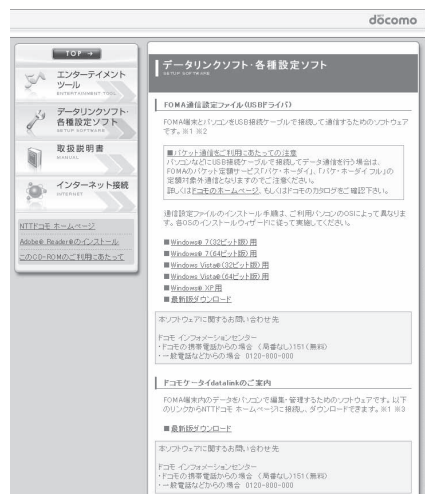 döcomo
TOP →
エンターテイメント
ツール
ENTERTAINMENT TOOL
データリンクソフト・
各種設定ソフト
SETUP SOFTWARE
取扱説明書
MANUAL
インターネット接続
INTERNET
NTTドコモ ホームページ
Adobe® Reader®のインストール
このCD-ROMのご利用にあたって
データリンクソフト・各種設定ソフト
SETUP SOFTWARE
FOMA通信設定ファイル(USBドライバ)
FOMA端末とパソコンをUSB接続ケーブルで接続して通信するためのソフトウェア
です。※1 ※2
■パケット通信をご利用にあたっての注意
パソコンなどにUSB接続ケーブルで接続してデータ通信を行う場合は、
FOMAのパケット定額サービス「パケ・ホーダイ」、「パケ・ホーダイ フル」の
定額対象外通信となりますのでご注意ください。
詳しくはドコモのホームページ、もしくはドコモのカタログをご確認下さい。
通信設定ファイルのインストール手順は、ご利用パソコンのOSによって異なりま
す。各OSのインストールウィザードに従って実施してください。
■Windows® 7(32ビット版)用
■Windows® 7(64ビット版)用
■Windows Vista®(32ビット版)用
■Windows Vista®(64ビット版)用
■Windows® XP用
■最新版ダウンロード
本ソフトウェアに関するお問い合わせ先
ドコモ インフォメーションセンター
・ドコモの携帯電話からの場合 (局番なし)151(無料)
・一般電話などからの場合 0120-800-000
ドコモケータイdatalinkのご案内
FOMA端末内のデータをパソコンで編集・管理するためのソフトウェアです。以下
のリンクからNTTドコモ ホームページに接続し、ダウンロードできます。※1 ※3
■最新版ダウンロード
本ソフトウェアに関するお問い合わせ先
ドコモ インフォメーションセンター
・ドコモの携帯電話からの場合 (局番なし)151(無料)
・一般電話などからの場合 0120-800-000